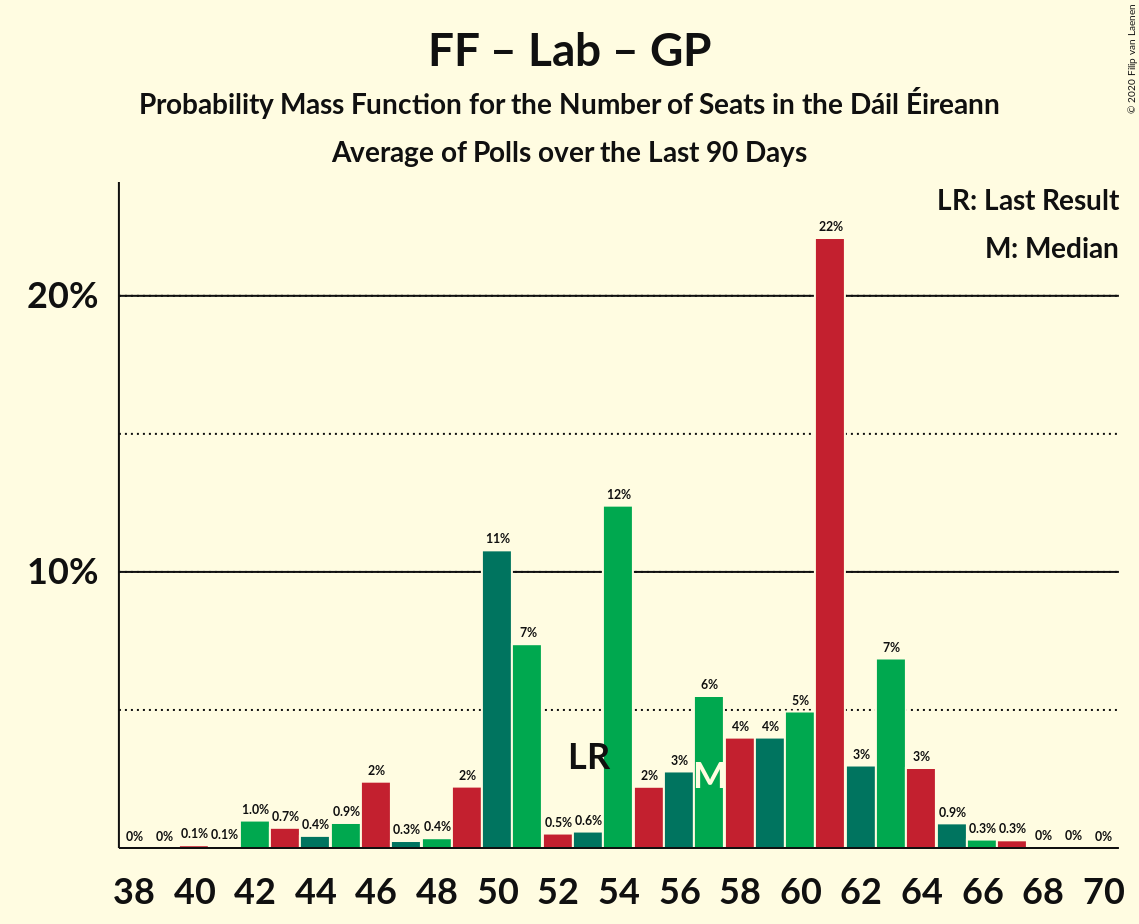 FF – Lab – GP
Probability Mass Function for the Number of Seats in the Dáil Éireann
Average of Polls over the Last 90 Days
© 2020 Filip van Laenen
LR: Last Result
M: Median
20%
10%
0% 0% 0.1% 0.1% 1.0% 0.7% 0.4% 0.9% 2% 0.3% 0.4% 2% 11% 7% 0.5% 0.6% 12% 2% 3% 6% 4% 4% 5% 22% 3% 7% 3% 0.9% 0.3% 0.3% 0% 0% 0%
LR
M
38 40 42 44 46 48 50 52 54 56 58 60 62 64 66 68 70